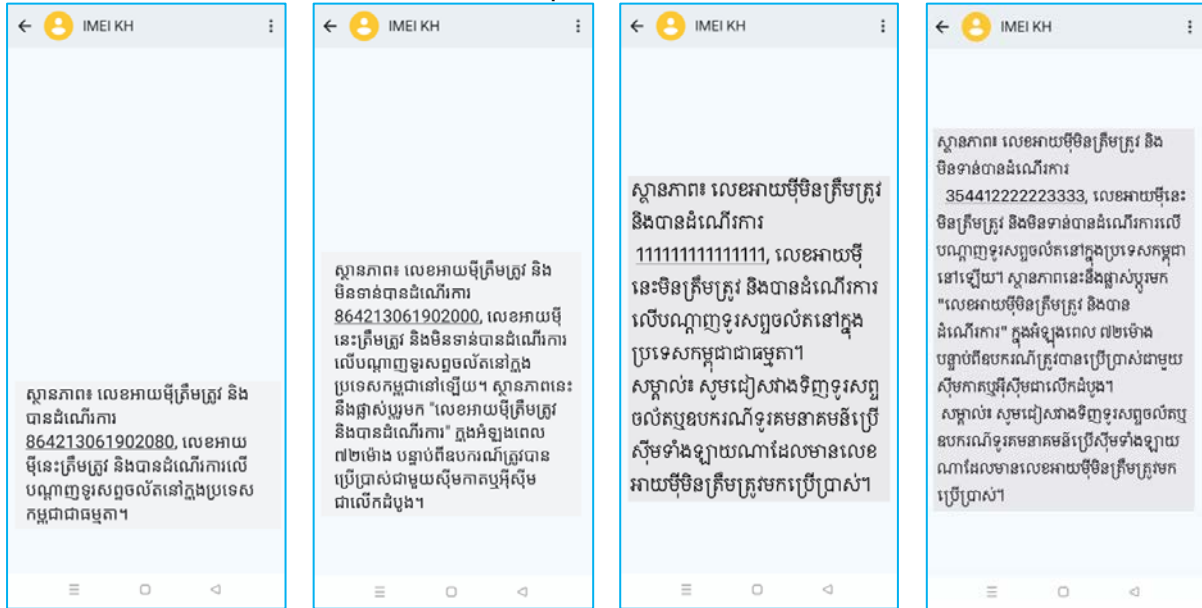 IMEI KH
ស្ថានភាព៖ លេខអាយម៉ីត្រឹមត្រូវ និង
បានដំណើរការ
864213061902080, លេខអាយ
ម៉ីនេះត្រឹមត្រូវ និងបានដំណើរការលើ
បណ្តាញទូរសព្ទចល័តនៅក្នុងប្រទេស
កម្ពុជាជាធម្មតា។
IMEI KH
ស្ថានភាព៖ លេខអាយម៉ីត្រឹមត្រូវ និង
មិនទាន់បានដំណើរការ
864213061902000, លេខអាយម៉ី
នេះត្រឹមត្រូវ និងមិនទាន់បានដំណើរការ
លើបណ្តាញទូរសព្ទចល័តនៅក្នុង
ប្រទេសកម្ពុជានៅឡើយ។ ស្ថានភាពនេះ
នឹងផ្លាស់ប្ដូរមក "លេខអាយម៉ីត្រឹមត្រូវ
និងបានដំណើរការ" ក្នុងអំឡុងពេល
៧២ម៉ោង បន្ទាប់ពីឧបករណ៍ត្រូវបាន
ប្រើប្រាស់ជាមួយស៊ីមកាតឬអ៊ីស៊ីម
ជាលើកដំបូង។
IMEI KH
ស្ថានភាព៖ លេខអាយម៉ីមិនត្រឹមត្រូវ
និងបានដំណើរការ
111111111111111, លេខអាយម៉ី
នេះមិនត្រឹមត្រូវ និងបានដំណើរការ
លើបណ្តាញទូរសព្ទចល័តនៅក្នុង
ប្រទេសកម្ពុជាជាធម្មតា។
សម្គាល់៖ សូមជៀសវាងទិញទូរសព្ទ
ចល័តឬឧបករណ៍ទូរគមនាគមន៍ប្រើ
ស៊ីមទាំងឡាយណាដែលមានលេខ
អាយម៉ីមិនត្រឹមត្រូវមកប្រើប្រាស់។
IMEI KH
ស្ថានភាព៖ លេខអាយម៉ីមិនត្រឹមត្រូវ និង
មិនទាន់បានដំណើរការ
354412222223333, លេខអាយម៉ីនេះ
មិនត្រឹមត្រូវ និងមិនទាន់បានដំណើរការលើ
បណ្តាញទូរសព្ទចល័តនៅក្នុងប្រទេសកម្ពុជា
នៅឡើយ។ ស្ថានភាពនេះនឹងផ្លាស់ប្ដូរមក
"លេខអាយម៉ីមិនត្រឹមត្រូវ និងបាន
ដំណើរការ" ក្នុងអំឡុងពេល ៧២ម៉ោង
បន្ទាប់ពីឧបករណ៍ត្រូវបានប្រើប្រាស់ជាមួយ
ស៊ីមកាតឬអ៊ីស៊ីមជាលើកដំបូង។
សម្គាល់៖ សូមជៀសវាងទិញទូរសព្ទចល័តឬ
ឧបករណ៍ទូរគមនាគមន៍ប្រើស៊ីមទាំងឡាយ
ណាដែលមានលេខអាយម៉ីមិនត្រឹមត្រូវមក
ប្រើប្រាស់។